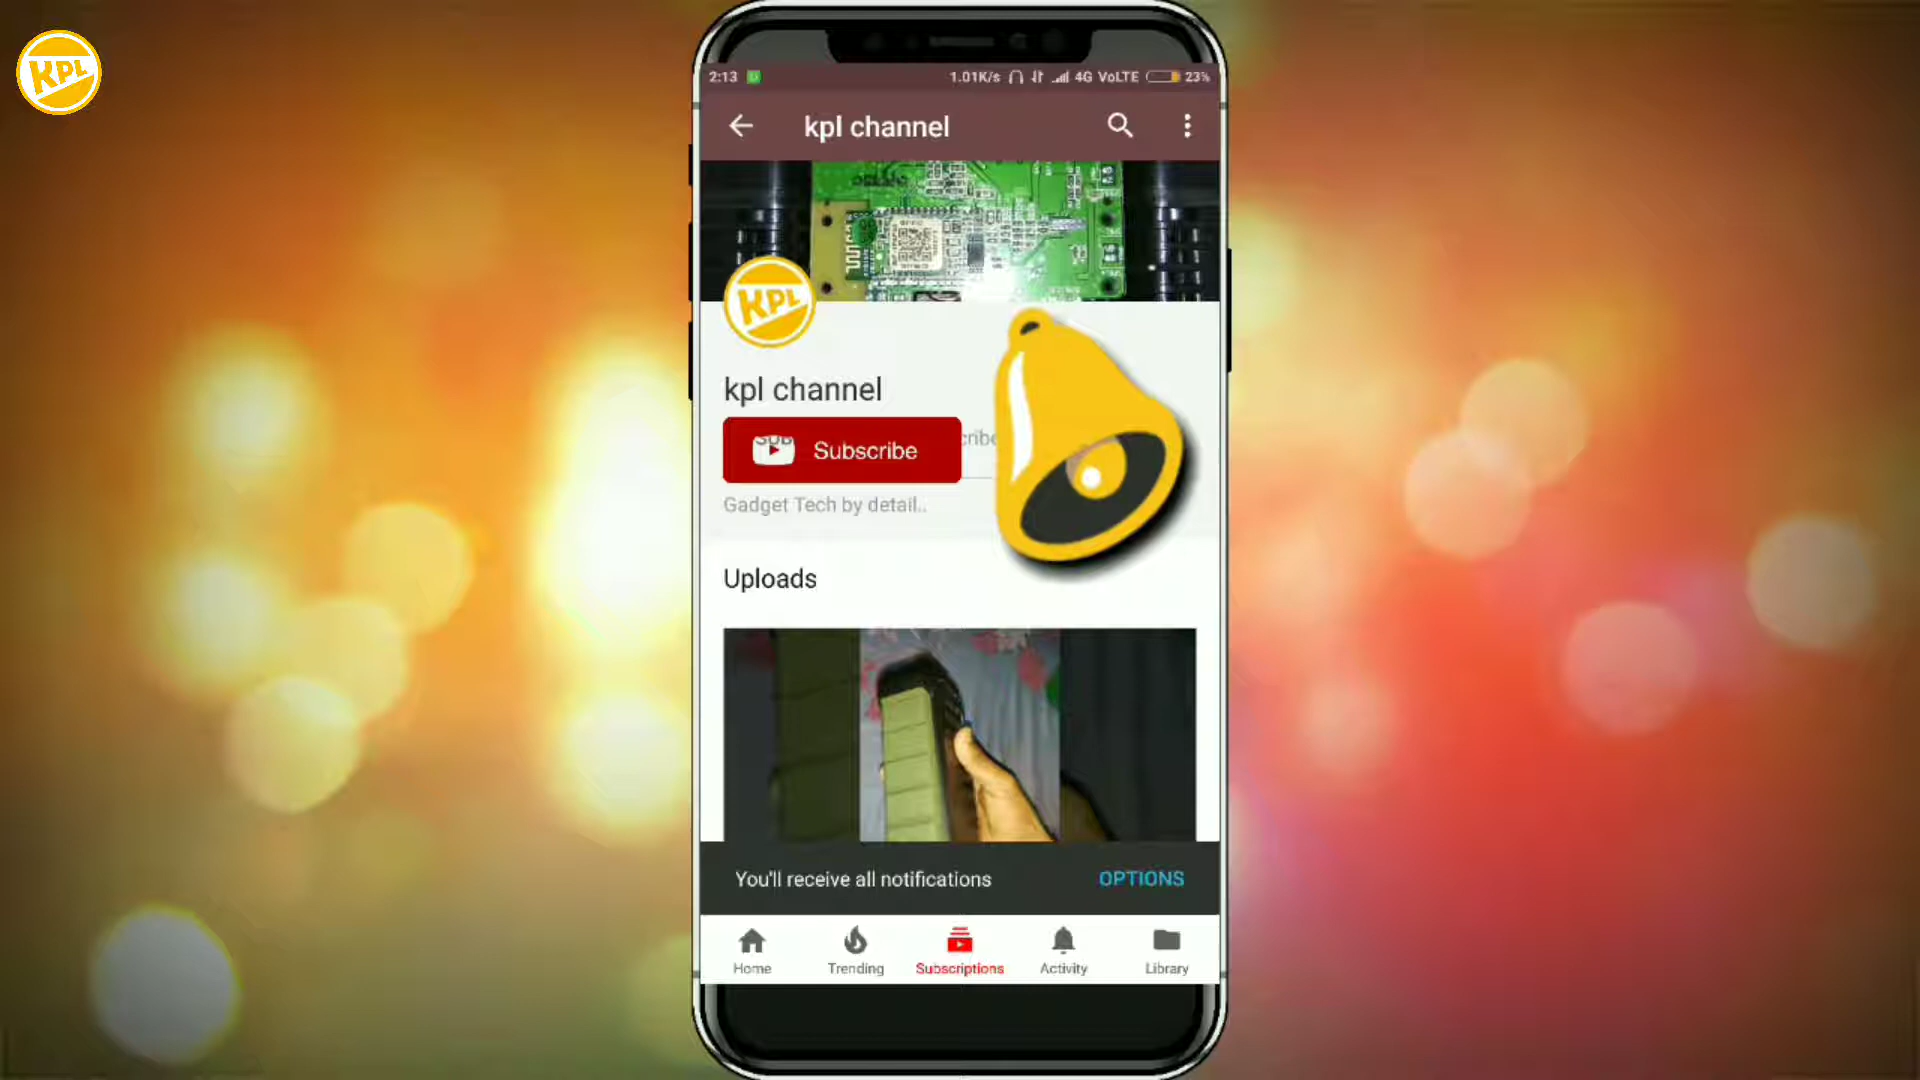 KPL
2:13
1.01K/s 4G VoLTE 23%
kpl channel
KPL
kpl channel
Subscribe
Gadget Tech by detail..
Uploads
You'll receive all notifications OPTIONS
Home Trending Subscriptions Activity Library